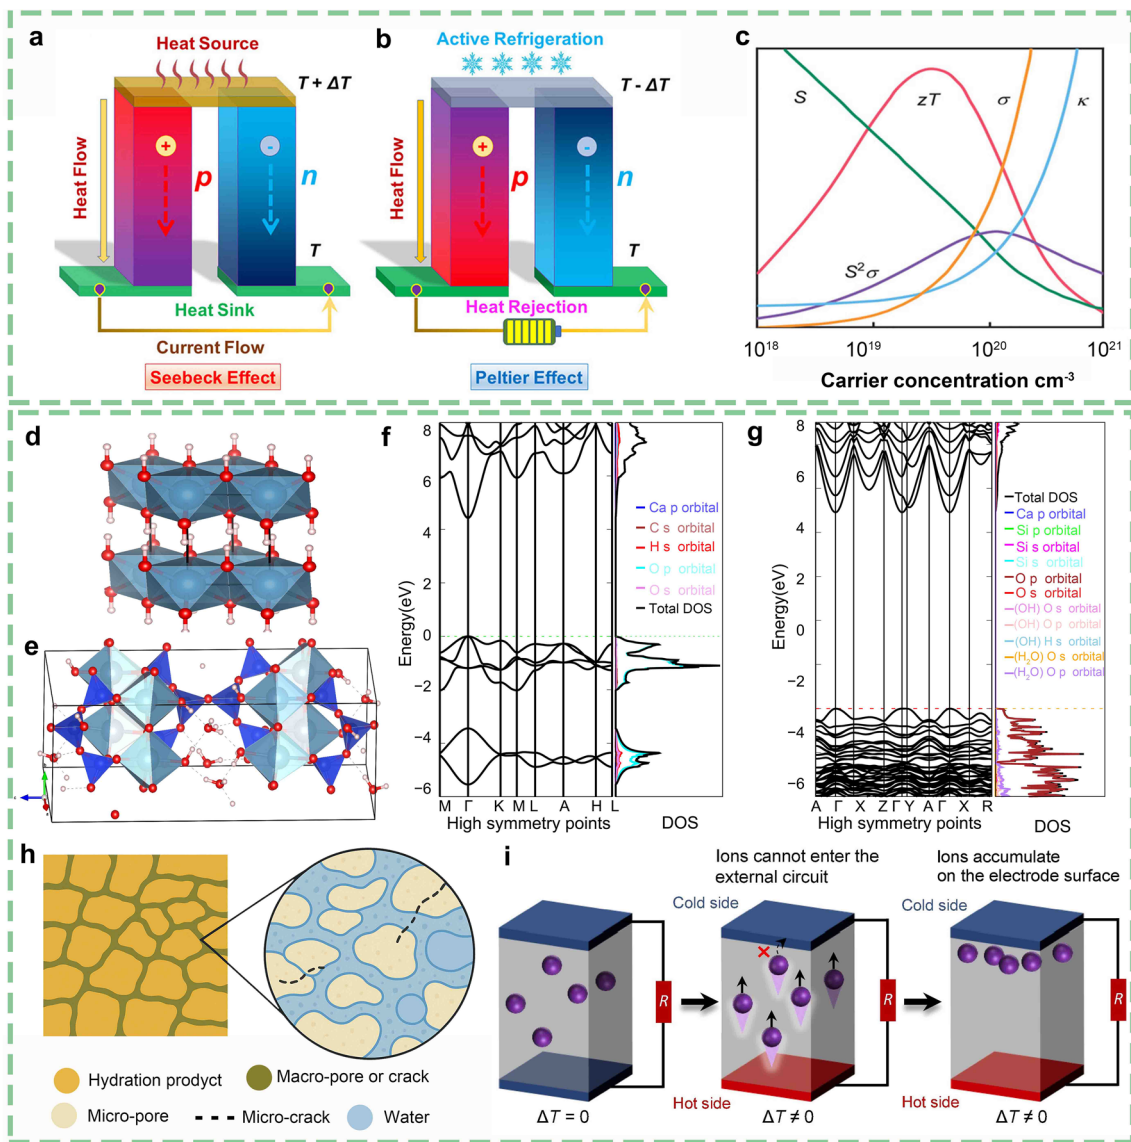 a
Heat Source
T + ΔT
Heat Flow
+
-
p
n
T
Heat Sink
Current Flow
Seebeck Effect
b
Active Refrigeration
T - ΔT
Heat Flow
+
-
p
n
T
Heat Rejection
Peltier Effect
c
S
zT
σ
κ
S²σ
10¹⁸
10¹⁹
10²⁰
10²¹
Carrier concentration cm⁻³
d
e
f
8
6
4
2
0
−2
−4
−6
Energy(eV)
Ca p orbital
C s orbital
H s orbital
O p orbital
O s orbital
Total DOS
M Γ K M L A H L
High symmetry points
DOS
g
8
6
4
2
0
−2
−4
−6
Energy(eV)
Total DOS
Ca p orbital
Si p orbital
Si s orbital
Si s orbital
O p orbital
O s orbital
(OH) O s orbital
(OH) O p orbital
(OH) H s orbital
(H₂O) O s orbital
(H₂O) O p orbital
A Γ X Z Γ Y A Γ X R
High symmetry points
DOS
h
Hydration prodyct
Macro-pore or crack
Micro-pore
Micro-crack
Water
i
Ions cannot enter the
external circuit
Ions accumulate
on the electrode surface
Cold side
Cold side
R
R
R
Hot side
Hot side
ΔT = 0
ΔT ≠ 0
ΔT ≠ 0